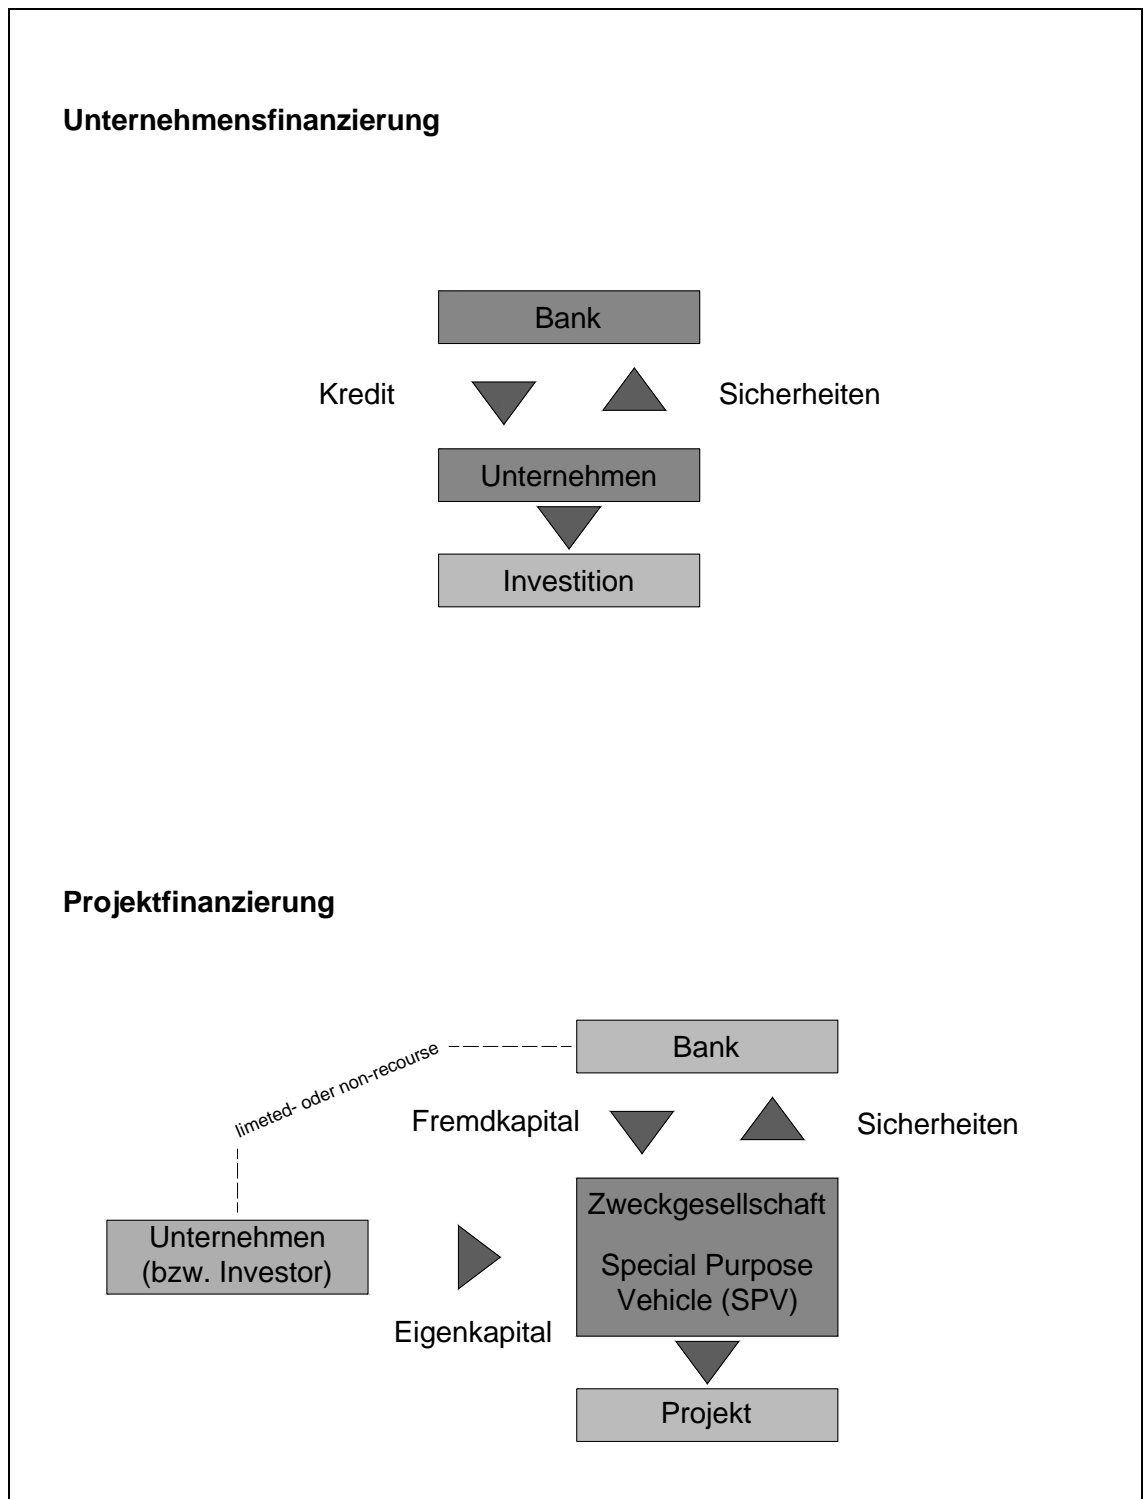 Unternehmensfinanzierung
Bank
Kredit
Sicherheiten
Unternehmen
Investition
Projektfinanzierung
Bank
limeted- oder non-recourse
Fremdkapital
Sicherheiten
Zweckgesellschaft
Special Purpose
Vehicle (SPV)
Unternehmen
(bzw. Investor)
Eigenkapital
Projekt